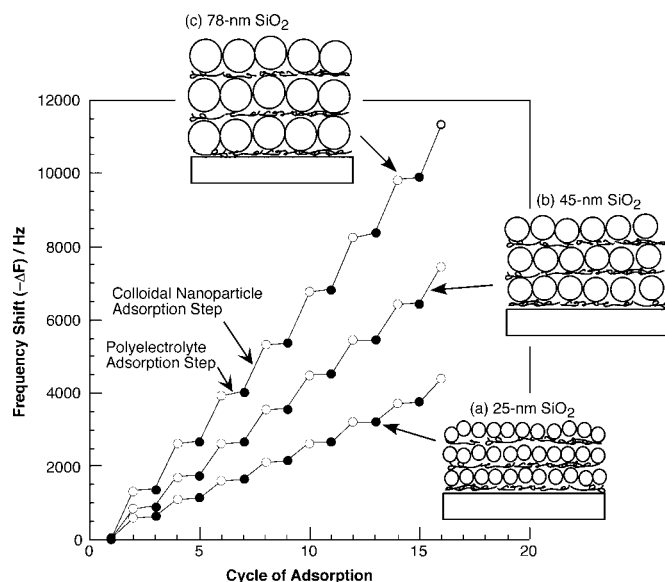 (c) 78-nm SiO2
12000
10000
8000
6000
4000
2000
0
Frequency Shift (−ΔF) / Hz
Colloidal Nanoparticle
Adsorption Step
Polyelectrolyte
Adsorption Step
(b) 45-nm SiO2
(a) 25-nm SiO2
0 5 10 15 20
Cycle of Adsorption